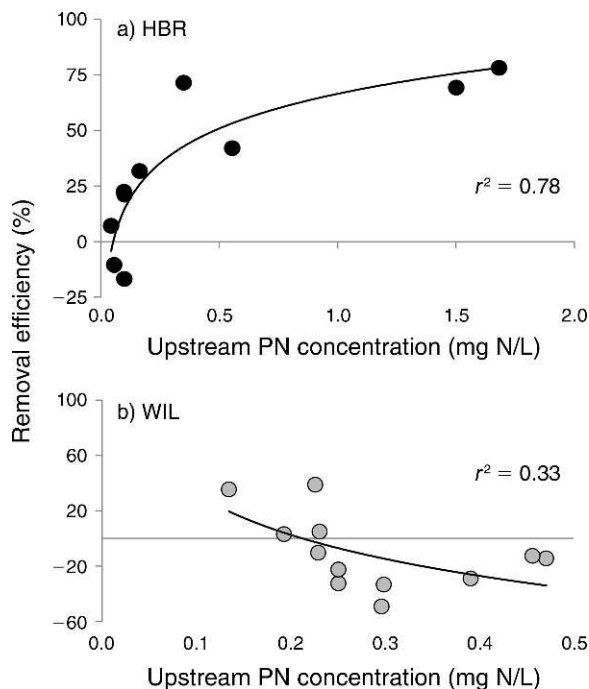 a) HBR
100
75
50
25
0
−25
r² = 0.78
0.0 0.5 1.0 1.5 2.0
Upstream PN concentration (mg N/L)
Removal efficiency (%)
b) WIL
100
60
20
−20
−60
r² = 0.33
0.0 0.1 0.2 0.3 0.4 0.5
Upstream PN concentration (mg N/L)